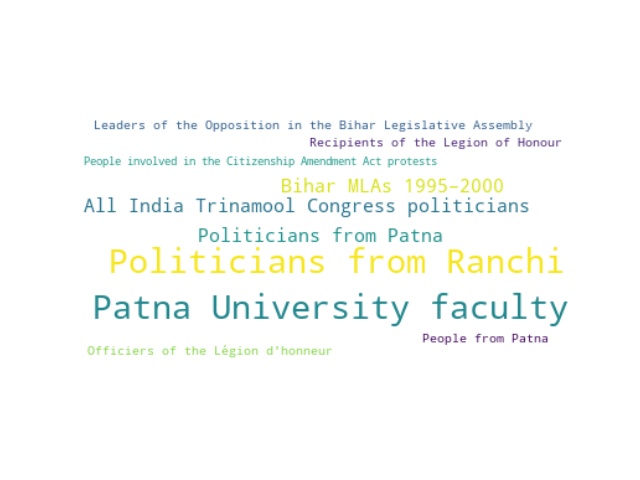 Leaders of the Opposition in the Bihar Legislative Assembly
Recipients of the Legion of Honour
People involved in the Citizenship Amendment Act protests
Bihar MLAs 1995–2000
All India Trinamool Congress politicians
Politicians from Patna
Politicians from Ranchi
Patna University faculty
People from Patna
Officiers of the Légion d'honneur